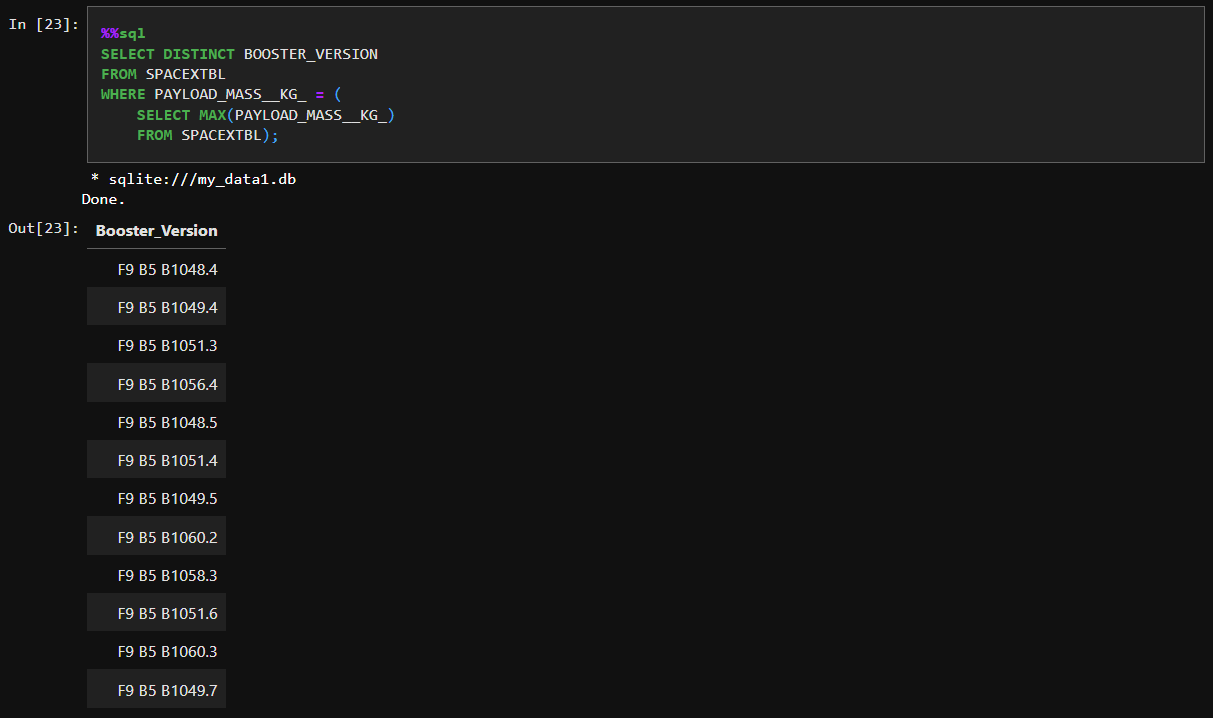 In [23]:
%%sql
SELECT DISTINCT BOOSTER_VERSION
FROM SPACEXTBL
WHERE PAYLOAD_MASS__KG_ = (
    SELECT MAX(PAYLOAD_MASS__KG_)
    FROM SPACEXTBL);
* sqlite:///my_data1.db
Done.
Out[23]:
Booster_Version
F9 B5 B1048.4
F9 B5 B1049.4
F9 B5 B1051.3
F9 B5 B1056.4
F9 B5 B1048.5
F9 B5 B1051.4
F9 B5 B1049.5
F9 B5 B1060.2
F9 B5 B1058.3
F9 B5 B1051.6
F9 B5 B1060.3
F9 B5 B1049.7